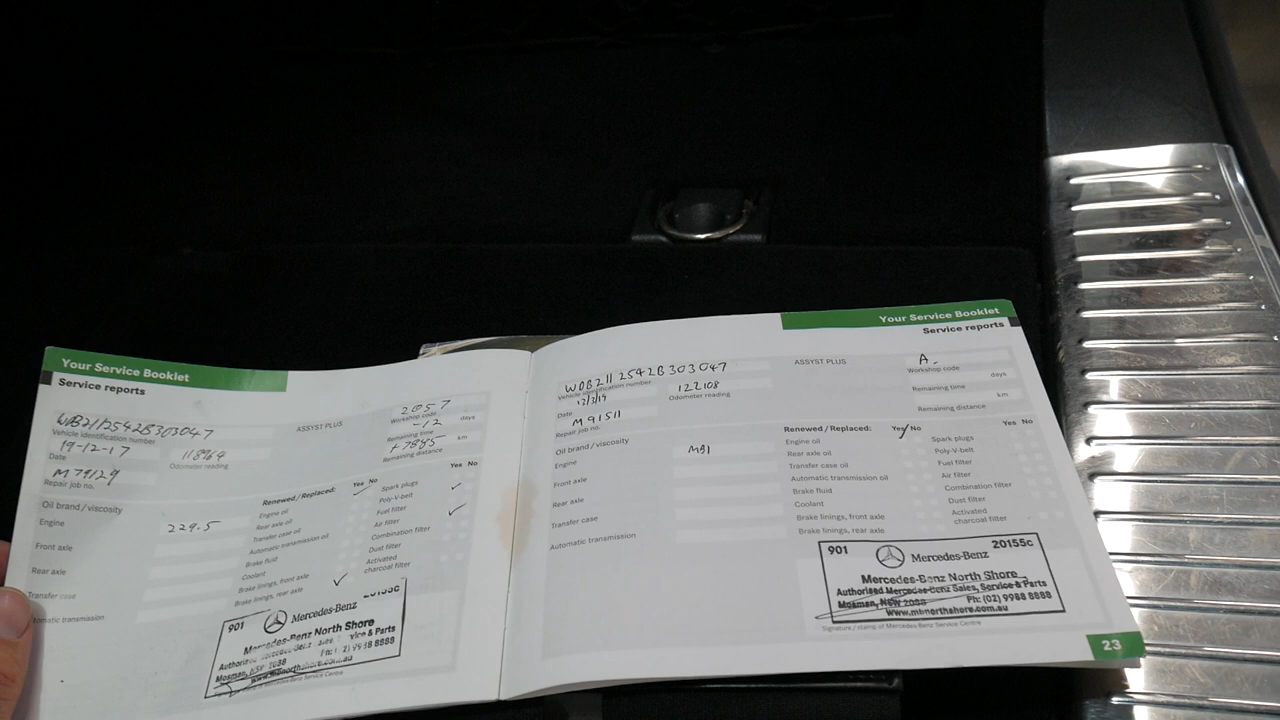 Your Service Booklet
Service reports
WDB2112542B303047
Vehicle identification number
19-12-17
Date
Odometer reading
M79129
Repair job no.
ASSYST PLUS
2057
Workshop code
-12 days
Remaining time
+7885 km
Remaining distance
Oil brand / viscosity
Engine 229.5
Front axle
Rear axle
Transfer case
Renewed / Replaced: Yes No
Engine oil
Rear axle oil
Transfer case oil
Automatic transmission oil
Brake fluid
Coolant
Brake linings, front axle
Brake linings, rear axle
Yes No
Spark plugs
Poly-V-belt
Fuel filter
Air filter
Combination filter
Dust filter
Activated
charcoal filter
901
Mercedes-Benz
Mercedes-Benz North Shore
Your Service Booklet
Service reports
WDB2112542B303047
Vehicle identification number
13/3/19 122108
Date Odometer reading
M91511
Repair job no.
ASSYST PLUS
A.
Workshop code
days
Remaining time
km
Remaining distance
Oil brand / viscosity
Engine
Front axle
Rear axle
Transfer case
Automatic transmission
Renewed / Replaced: Yes No
Engine oil
Rear axle oil
Transfer case oil
Automatic transmission oil
Brake fluid
Coolant
Brake linings, front axle
Brake linings, rear axle
Yes No
Spark plugs
Poly-V-belt
Fuel filter
Air filter
Combination filter
Dust filter
Activated
charcoal filter
901 20155c
Mercedes-Benz
Mercedes-Benz North Shore
Authorised Mercedes-Benz Sales, Service & Parts
Mosman, NSW 2088 Ph: (02) 9988 8888
www.mbnorthshore.com.au
Signature / stamp of Mercedes-Benz Service Centre
23